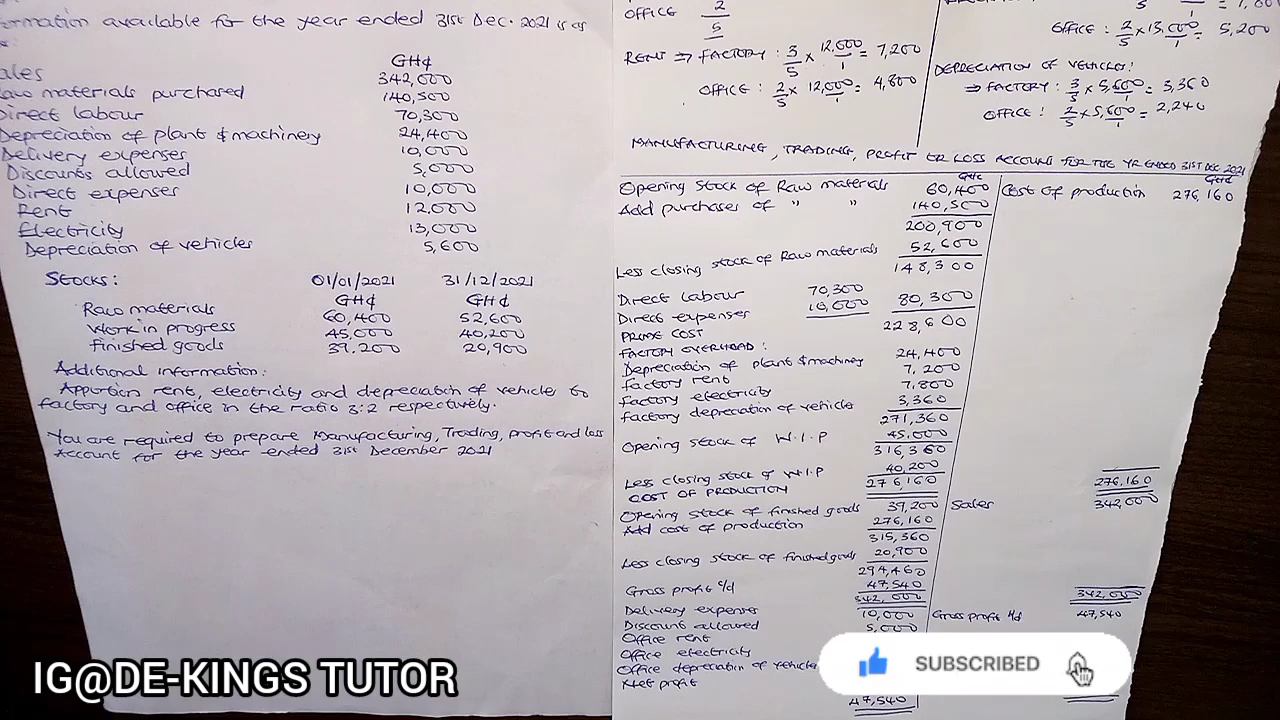 ormation available for the year ended 31st Dec. 2021 is as
GH¢
ales 342,000
aw materials purchased 140,500
Direct labour 70,300
Depreciation of plant & machinery 24,400
Delivery expenses 10,000
Discounts allowed 5,000
Direct expenses 10,000
Rent 12,000
Electricity 13,000
Depreciation of vehicles 5,600
Stocks: 01/01/2021 31/12/2021
GH¢ GH¢
Raw materials 60,400 52,600
Work in progress 45,000 40,200
finished goods 39,200 20,900
Additional information:
Apportion rent, electricity and depreciation of vehicle to
factory and office in the ratio 3:2 respectively.
You are required to prepare Manufacturing, Trading, profit and loss
Account for the year ended 31st December 2021
OFFICE 2/5
RENT ⇒ FACTORY: 3/5 × 12,000/1 = 7,200
OFFICE: 2/5 × 12,000/1 = 4,800
OFFICE: 2/5 × 13,000/1 = 5,200
DEPRECIATION OF VEHICLES:
⇒ FACTORY: 3/5 × 5,600/1 = 3,360
OFFICE: 2/5 × 5,600/1 = 2,240
MANUFACTURING, TRADING, PROFIT OR LOSS ACCOUNT FOR THE YR ENDED 31ST DEC 2021
GH¢ GH¢
Opening stock of Raw materials 60,400 Cost of production 276,160
Add purchases of " " 140,500
200,900
Less closing stock of Raw materials 52,600
148,300
Direct Labour 70,300
Direct expenses 10,000 80,300
PRIME COST 228,600
FACTORY OVERHEAD:
Depreciation of plant & machinery 24,400
factory rent 7,200
factory electricity 7,800
factory depreciation of vehicle 3,360
271,360
Opening stock of W.I.P 45,000
316,360
Less closing stock of W.I.P 40,200
COST OF PRODUCTION 276,160 276,160
Opening stock of finished goods 39,200 Sales 342,000
Add cost of production 276,160
315,360
Less closing stock of finished goods 20,900
294,460
Gross profit c/d 47,540
342,000 342,000
Delivery expenses 10,000 Gross profit b/d 47,540
Discount allowed 5,000
Office rent
Office electricity
Office depreciation of vehicle
Net profit
47,540
IG@DE-KINGS TUTOR
SUBSCRIBED